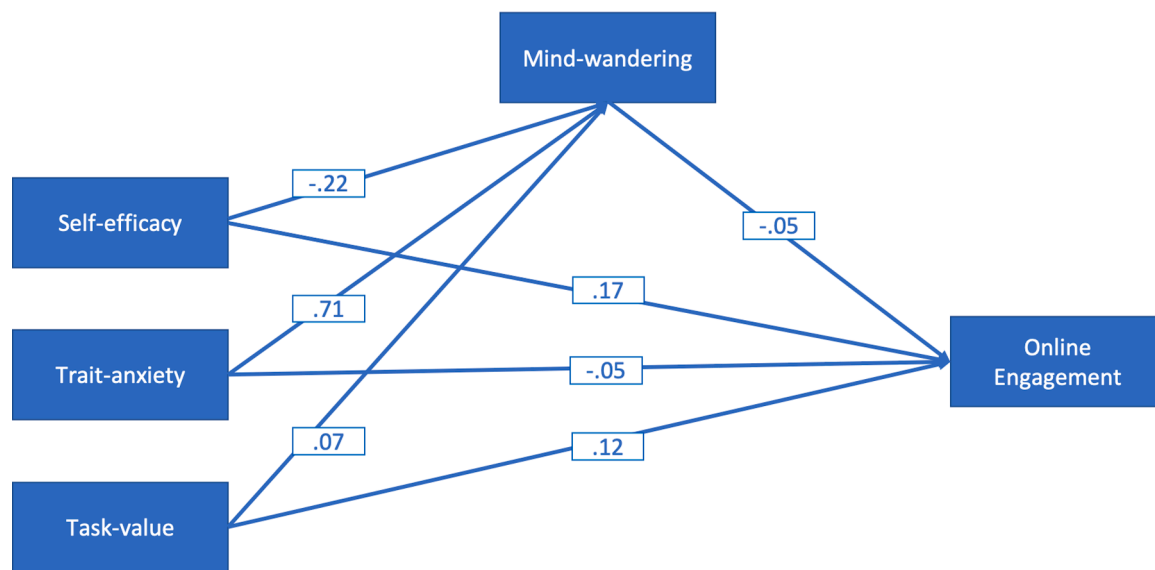 Mind-wandering
-.22
Self-efficacy
-.05
.17
.71
Trait-anxiety
-.05
Online
Engagement
.07
.12
Task-value